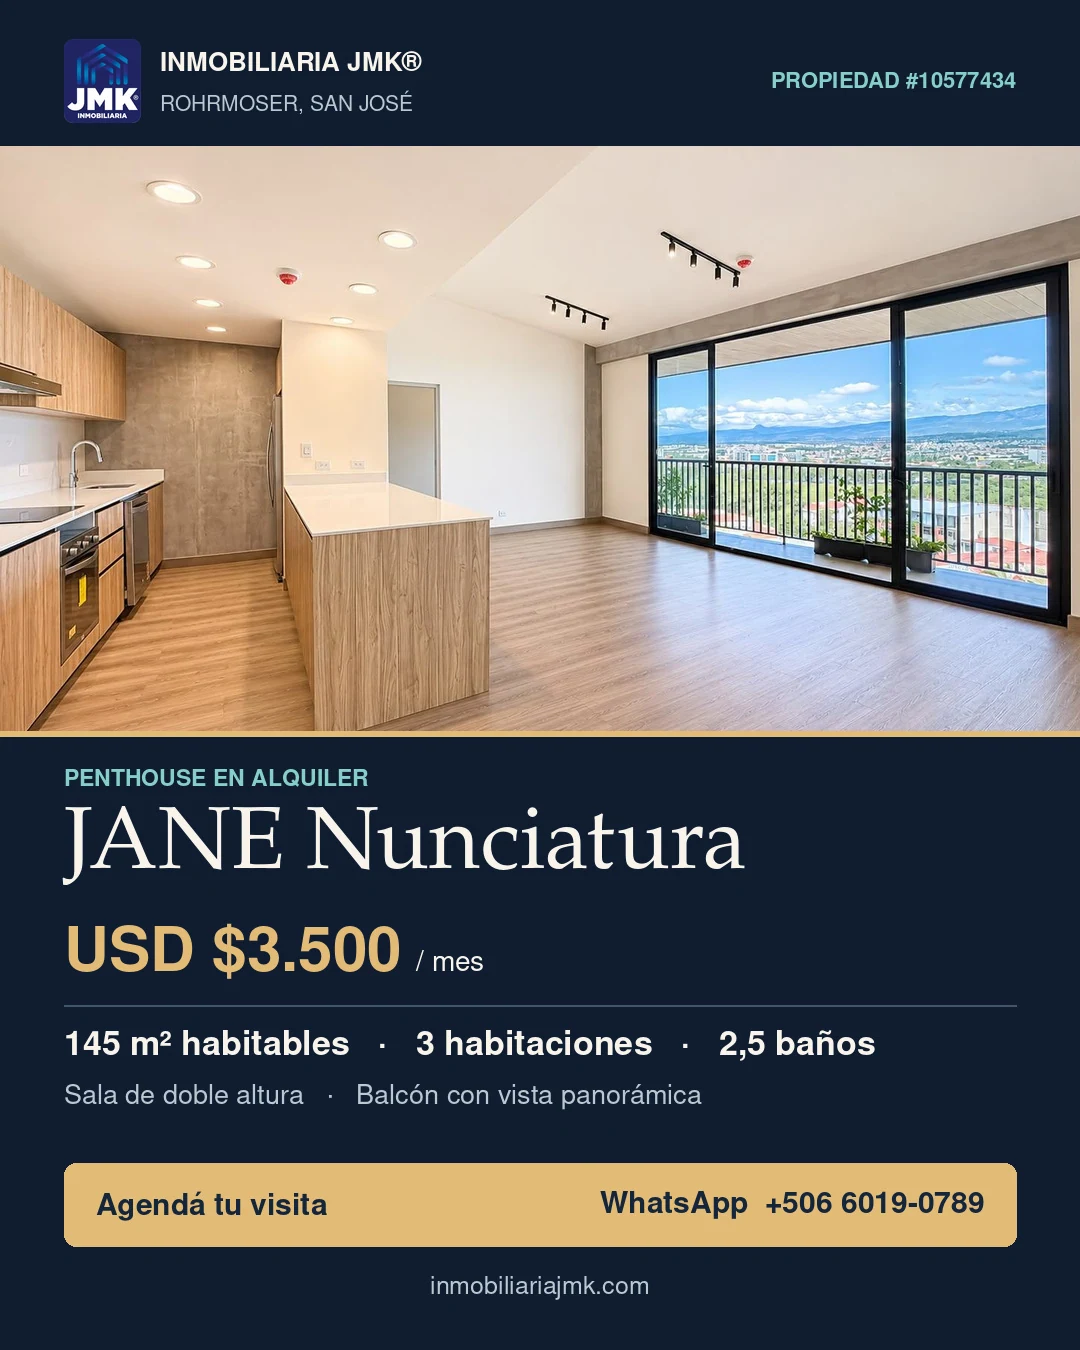 JMK®
INMOBILIARIA
INMOBILIARIA JMK®
ROHRMOSER, SAN JOSÉ
PROPIEDAD #10577434
PENTHOUSE EN ALQUILER
JANE Nunciatura
USD $3.500 / mes
145 m² habitables · 3 habitaciones · 2,5 baños
Sala de doble altura · Balcón con vista panorámica
Agendá tu visita
WhatsApp +506 6019-0789
inmobiliariajmk.com